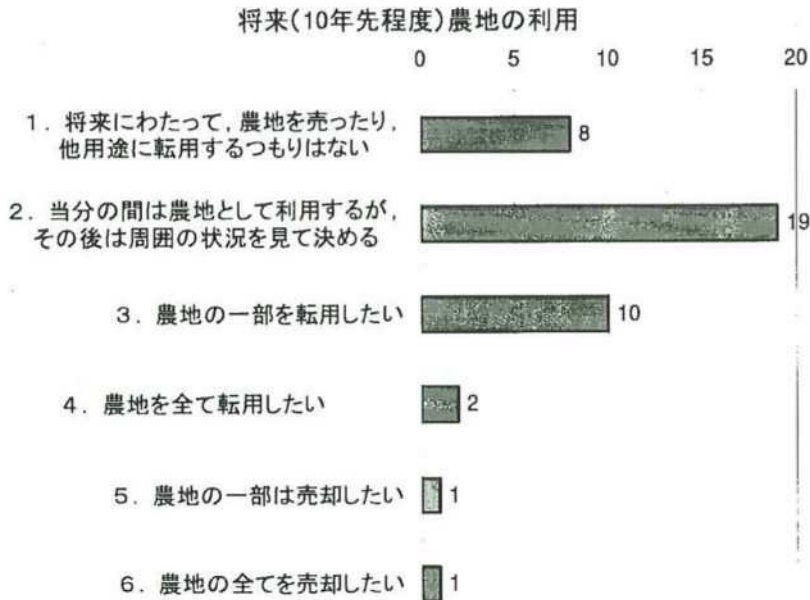 将来(10年先程度)農地の利用
0 5 10 15 20
1. 将来にわたって,農地を売ったり,
他用途に転用するつもりはない
8
2. 当分の間は農地として利用するが,
その後は周囲の状況を見て決める
19
3. 農地の一部を転用したい
10
4. 農地を全て転用したい
2
5. 農地の一部は売却したい
1
6. 農地の全てを売却したい
1